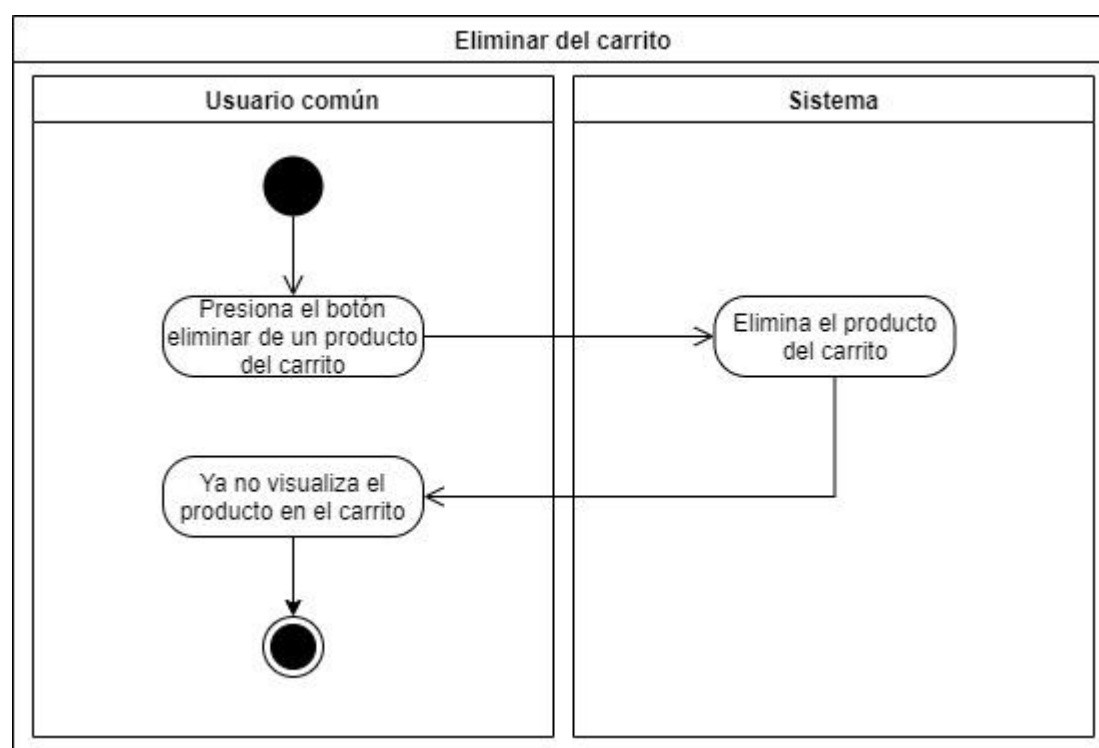 Eliminar del carrito
Usuario común
Sistema
Presiona el botón
eliminar de un producto
del carrito
Elimina el producto
del carrito
Ya no visualiza el
producto en el carrito